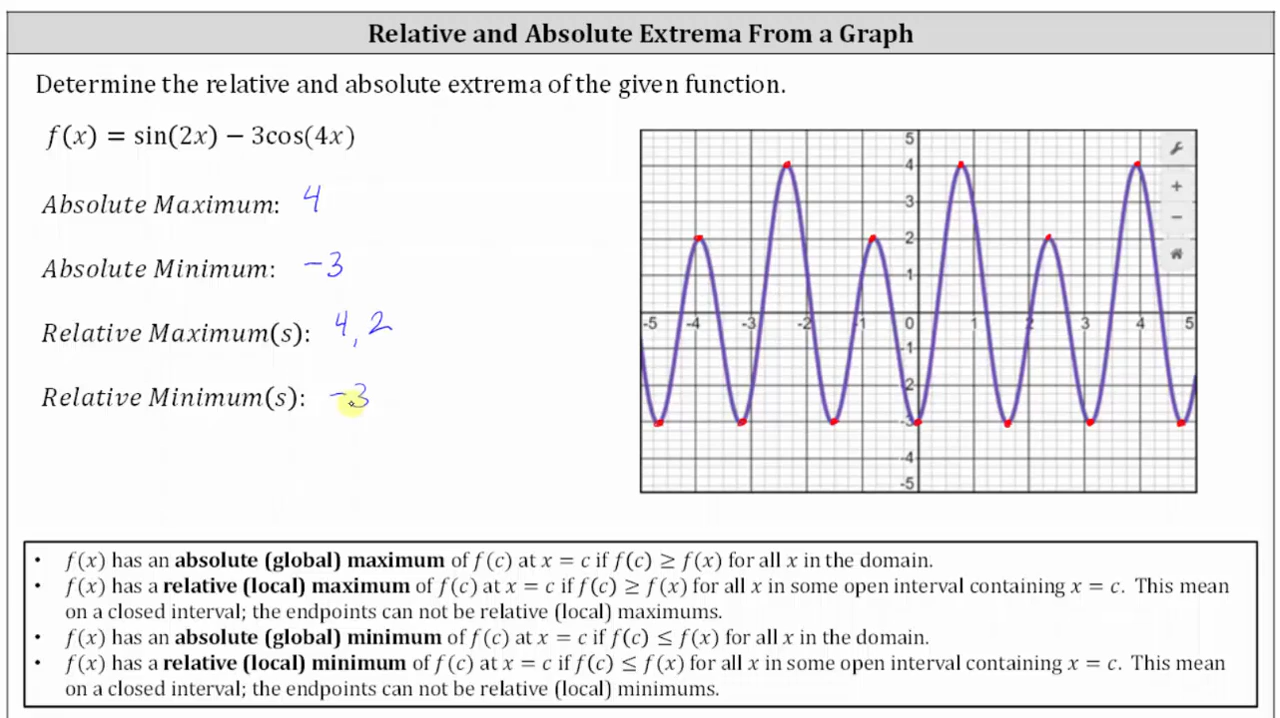 Relative and Absolute Extrema From a Graph
Determine the relative and absolute extrema of the given function.
f(x) = sin(2x) − 3cos(4x)
Absolute Maximum: 4
Absolute Minimum: −3
Relative Maximum(s): 4, 2
Relative Minimum(s): −3
5
4
3
2
1
-5 -4 -3 -2 -1 0 1 2 3 4 5
-1
-2
-3
-4
-5
+
−
• f(x) has an absolute (global) maximum of f(c) at x = c if f(c) ≥ f(x) for all x in the domain.
• f(x) has a relative (local) maximum of f(c) at x = c if f(c) ≥ f(x) for all x in some open interval containing x = c. This mean
on a closed interval; the endpoints can not be relative (local) maximums.
• f(x) has an absolute (global) minimum of f(c) at x = c if f(c) ≤ f(x) for all x in the domain.
• f(x) has a relative (local) minimum of f(c) at x = c if f(c) ≤ f(x) for all x in some open interval containing x = c. This mean
on a closed interval; the endpoints can not be relative (local) minimums.